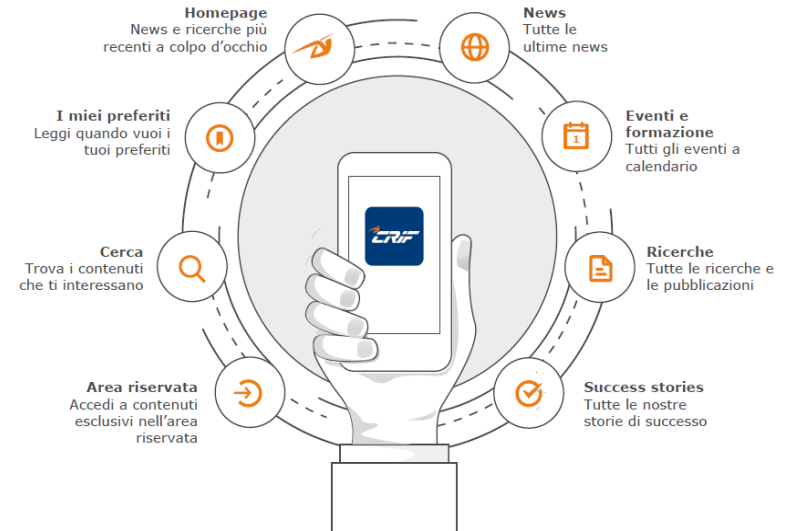 Homepage
News e ricerche più
recenti a colpo d’occhio
News
Tutte le
ultime news
I miei preferiti
Leggi quando vuoi i
tuoi preferiti
Eventi e
formazione
Tutti gli eventi a
calendario
1
CRIF
Cerca
Trova i contenuti
che ti interessano
Ricerche
Tutte le ricerche e
le pubblicazioni
Area riservata
Accedi a contenuti
esclusivi nell’area
riservata
Success stories
Tutte le nostre
storie di successo